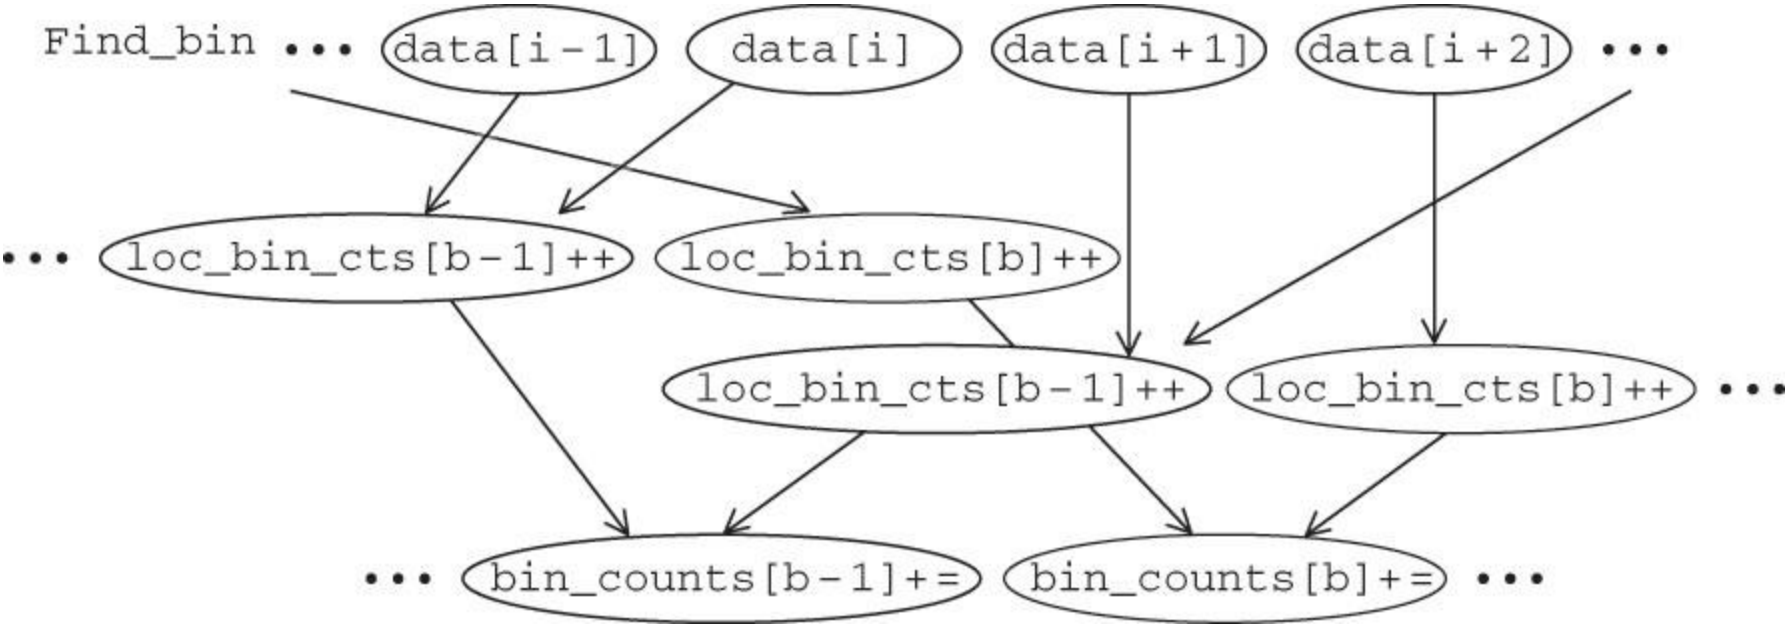 Find_bin ••• data[i-1] data[i] data[i+1] data[i+2] •••
••• loc_bin_cts[b-1]++ loc_bin_cts[b]++
loc_bin_cts[b-1]++ loc_bin_cts[b]++ •••
••• bin_counts[b-1]+= bin_counts[b]+= •••